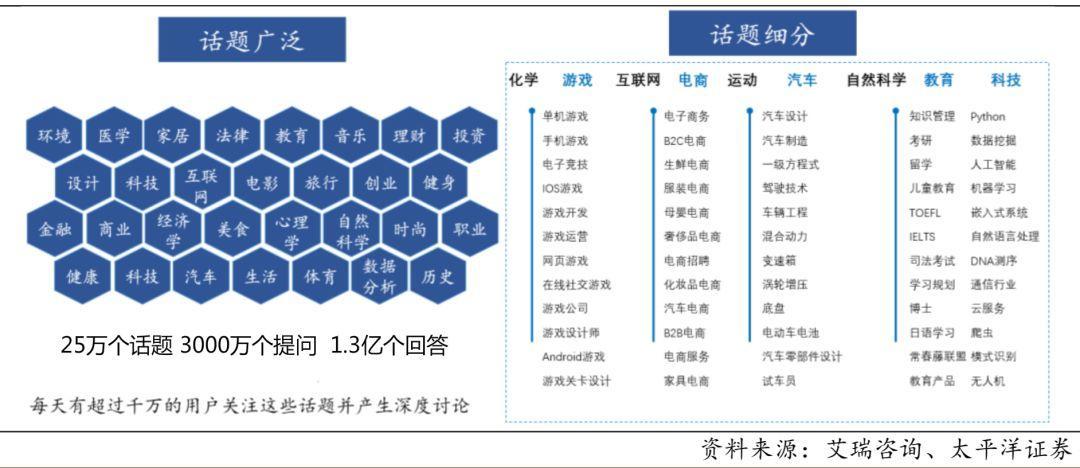 话题广泛
环境 医学 家居 法律 教育 音乐 理财 投资
设计 科技 互联网 电影 旅行 创业 健身
金融 商业 经济学 美食 心理学 自然科学 时尚 职业
健康 科技 汽车 生活 体育 数据分析 历史
25万个话题 3000万个提问 1.3亿个回答
每天有超过千万的用户关注这些话题并产生深度讨论
话题细分
化学 游戏 互联网 电商 运动 汽车 自然科学 教育 科技
单机游戏 电子商务 汽车设计 知识管理 Python
手机游戏 B2C电商 汽车制造 考研 数据挖掘
电子竞技 生鲜电商 一级方程式 留学 人工智能
IOS游戏 服装电商 驾驶技术 儿童教育 机器学习
游戏开发 母婴电商 车辆工程 TOEFL 嵌入式系统
游戏运营 奢侈品电商 混合动力 IELTS 自然语言处理
网页游戏 电商招聘 变速箱 司法考试 DNA测序
在线社交游戏 化妆品电商 涡轮增压 学习规划 通信行业
游戏公司 汽车电商 底盘 博士 云服务
游戏设计师 B2B电商 电动车电池 日语学习 爬虫
Android游戏 电商服务 汽车零部件设计 常春藤联盟 模式识别
游戏关卡设计 家具电商 试车员 教育产品 无人机
资料来源：艾瑞咨询、太平洋证券